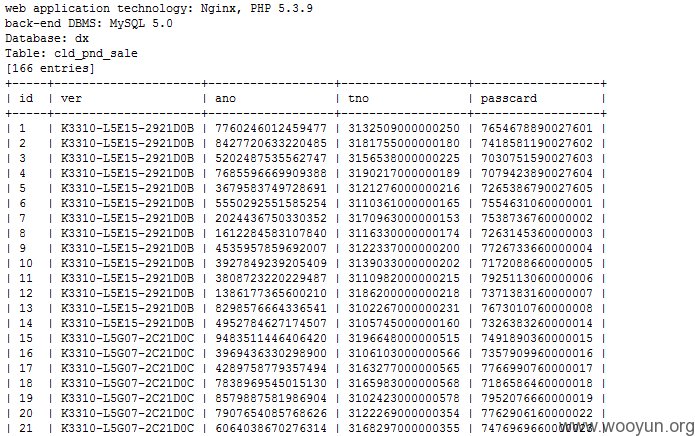 web application technology: Nginx, PHP 5.3.9
back-end DBMS: MySQL 5.0
Database: dx
Table: cld_pnd_sale
[166 entries]
+----+---------------------+------------------+------------------+------------------+
| id | ver | ano | tno | passcard |
+----+---------------------+------------------+------------------+------------------+
| 1 | K3310-L5E15-2921D0B | 7760246012459477 | 3132509000000250 | 7654678890027601 |
| 2 | K3310-L5E15-2921D0B | 8427720633220485 | 3181755000000180 | 7418581190027602 |
| 3 | K3310-L5E15-2921D0B | 5202487535562747 | 3156538000000225 | 7030751590027603 |
| 4 | K3310-L5E15-2921D0B | 7685596669909388 | 3190217000000189 | 7079423890027604 |
| 5 | K3310-L5E15-2921D0B | 3679583749728691 | 3121276000000216 | 7265386790027605 |
| 6 | K3310-L5E15-2921D0B | 5550292551585254 | 3110361000000165 | 7554631060000001 |
| 7 | K3310-L5E15-2921D0B | 2024436750330352 | 3170963000000153 | 7538736760000002 |
| 8 | K3310-L5E15-2921D0B | 1612284583107840 | 3116330000000174 | 7263145360000003 |
| 9 | K3310-L5E15-2921D0B | 4535957859692007 | 3122337000000200 | 7726733660000004 |
| 10 | K3310-L5E15-2921D0B | 3927849239205409 | 3139033000000202 | 7172088660000005 |
| 11 | K3310-L5E15-2921D0B | 3808723220229487 | 3110982000000215 | 7925113060000006 |
| 12 | K3310-L5E15-2921D0B | 1386177365600210 | 3186200000000218 | 7371383160000007 |
| 13 | K3310-L5E15-2921D0B | 8298576664336541 | 3102267000000231 | 7673010760000008 |
| 14 | K3310-L5E15-2921D0B | 4952784627174507 | 3105745000000160 | 7326383260000014 |
| 15 | K3310-L5G07-2C21D0C | 9483511446406420 | 3196648000000515 | 7491890360000015 |
| 16 | K3310-L5G07-2C21D0C | 3969436330298900 | 3106103000000566 | 7357909960000016 |
| 17 | K3310-L5G07-2C21D0C | 4289758779357494 | 3163277000000565 | 7766990760000017 |
| 18 | K3310-L5G07-2C21D0C | 7838969545015130 | 3165983000000568 | 7186586460000018 |
| 19 | K3310-L5G07-2C21D0C | 8579887581986904 | 3102423000000578 | 7952076660000019 |
| 20 | K3310-L5G07-2C21D0C | 7907654085768626 | 3122269000000354 | 7762906160000022 |
| 21 | K3310-L5G07-2C21D0C | 6064038670276314 | 3168297000000355 |
www.wooyun.org